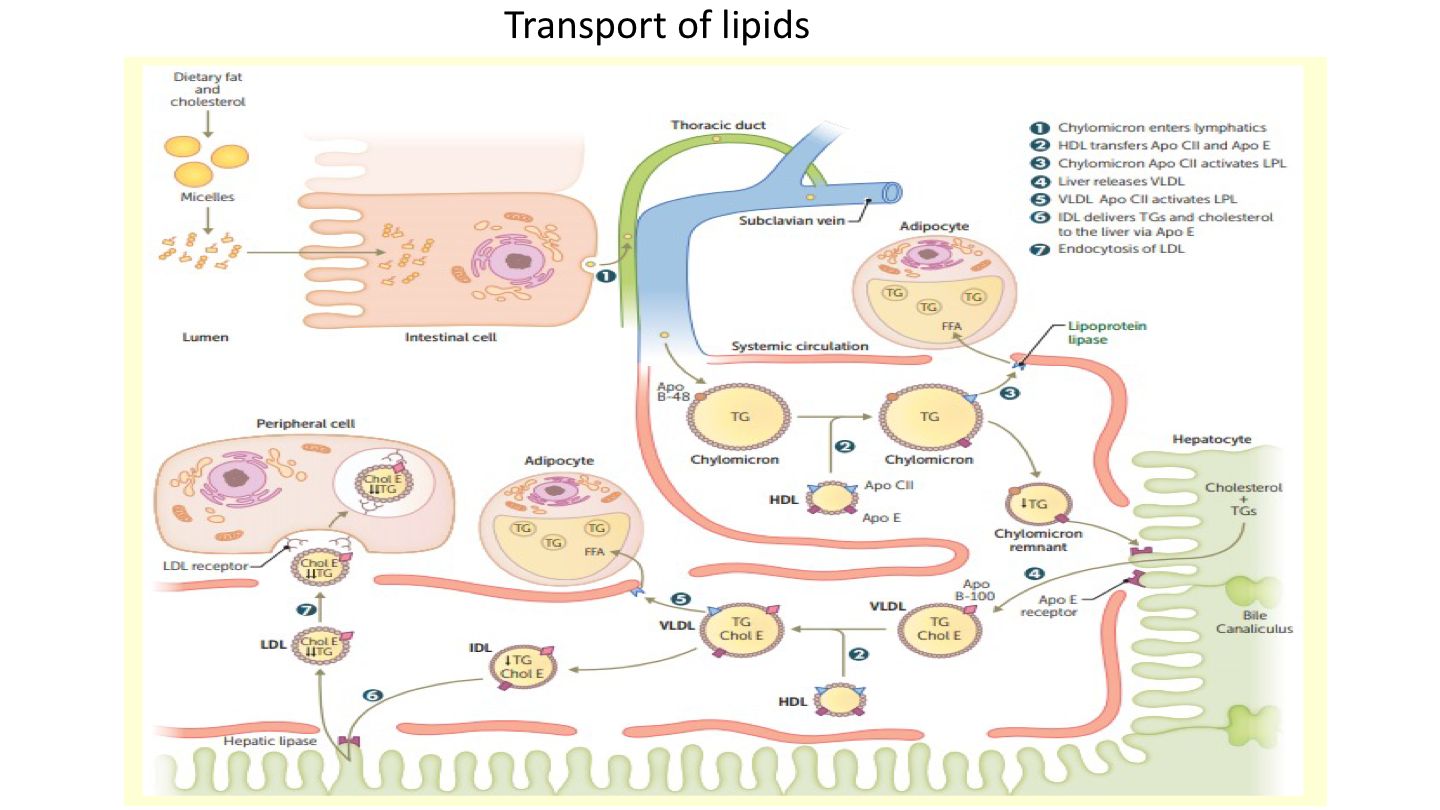 Transport of lipids
Dietary fat
and
cholesterol
Micelles
Lumen
Intestinal cell
1
Thoracic duct
Subclavian vein
1 Chylomicron enters lymphatics
2 HDL transfers Apo CII and Apo E
3 Chylomicron Apo CII activates LPL
4 Liver releases VLDL
5 VLDL Apo CII activates LPL
6 IDL delivers TGs and cholesterol
to the liver via Apo E
7 Endocytosis of LDL
Adipocyte
TG
TG
TG
FFA
Lipoprotein
lipase
Systemic circulation
Apo
B-48
TG
Chylomicron
2
TG
Chylomicron
3
HDL
Apo CII
Apo E
↓TG
Chylomicron
remnant
Hepatocyte
Cholesterol
+
TGs
4
Apo E
receptor
Bile
Canaliculus
Peripheral cell
Chol E
↓↓TG
LDL receptor
Chol E
↓↓TG
7
LDL
Chol E
↓↓TG
Adipocyte
TG
TG
TG
FFA
5
VLDL
TG
Chol E
VLDL
Apo
B-100
TG
Chol E
2
HDL
IDL
↓TG
Chol E
6
Hepatic lipase